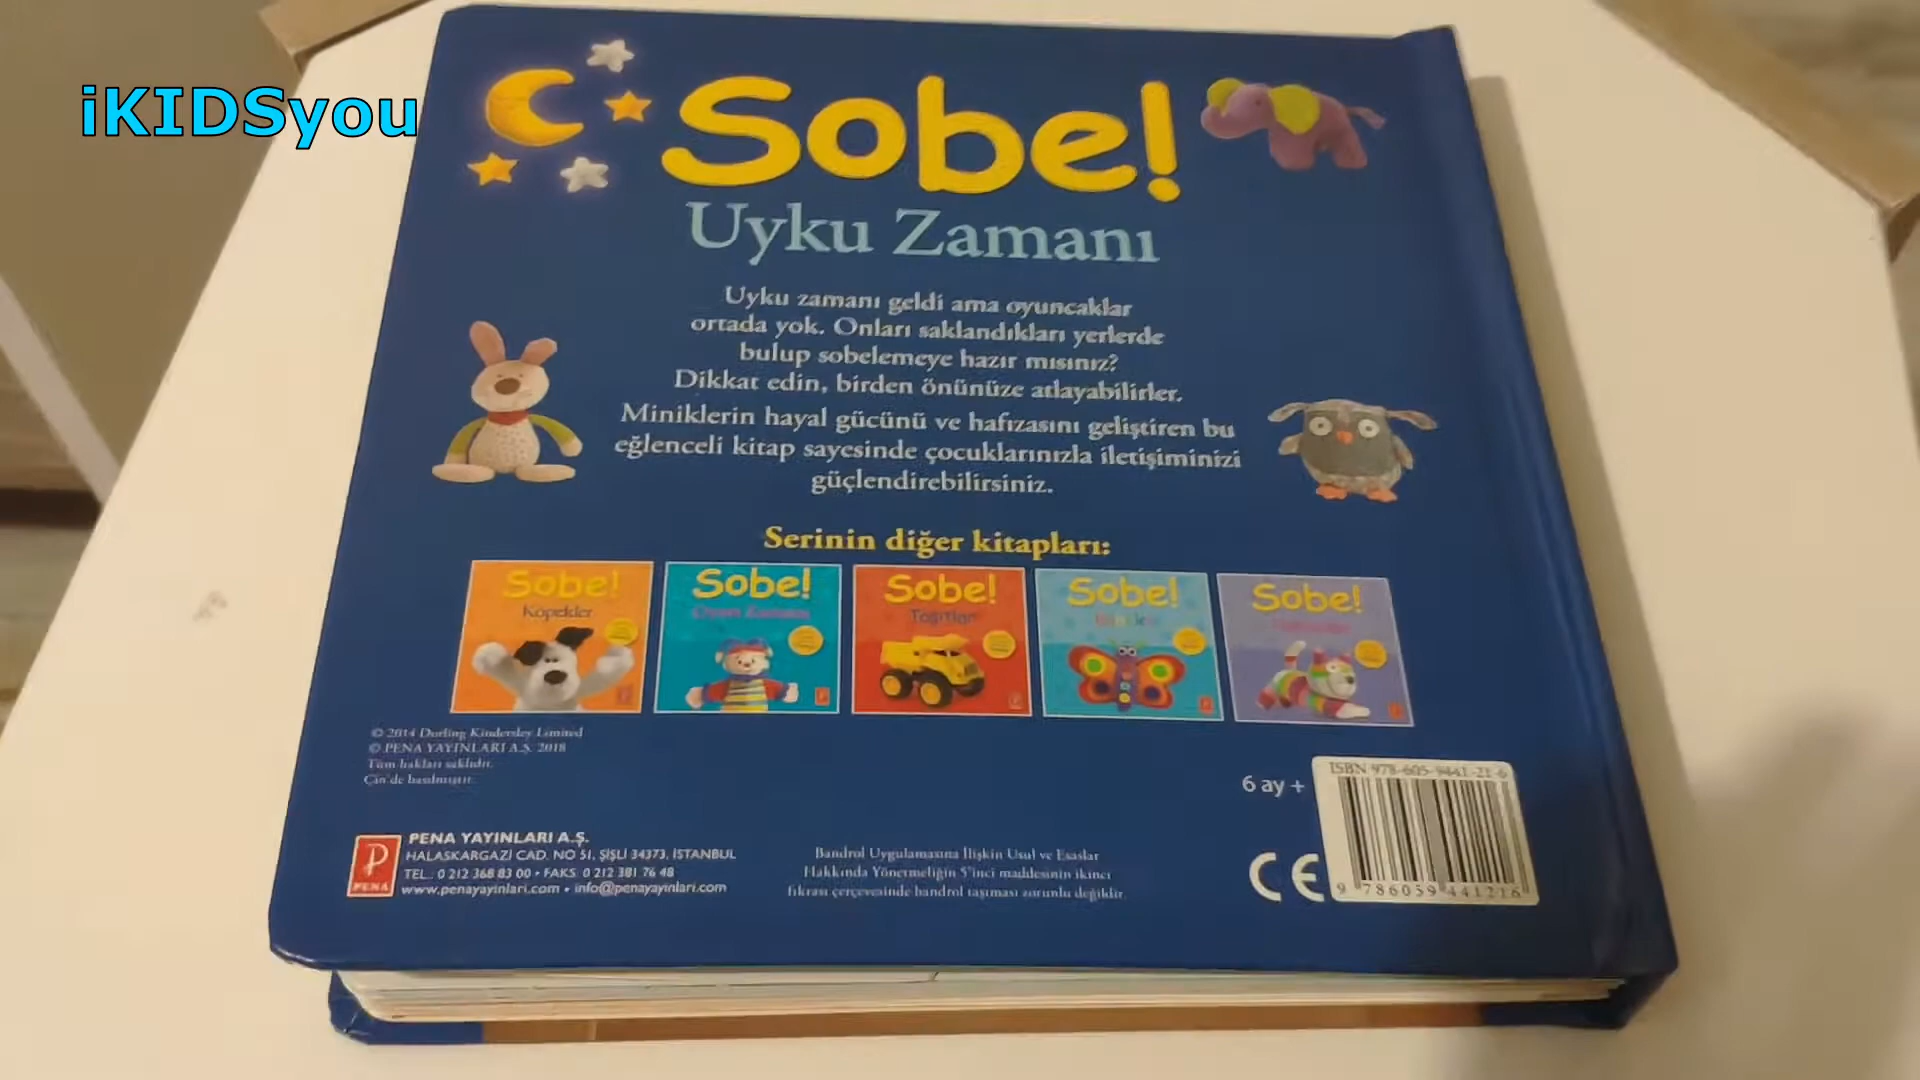 iKIDSyou
Sobe!
Uyku Zamanı
Uyku zamanı geldi ama oyuncaklar
ortada yok. Onları saklandıkları yerlerde
bulup sobelemeye hazır mısınız?
Dikkat edin, birden önünüze atlayabilirler.
Miniklerin hayal gücünü ve hafızasını geliştiren bu
eğlenceli kitap sayesinde çocuklarınızla iletişiminizi
güçlendirebilirsiniz.
Serinin diğer kitapları:
Sobe!
Köpekler
Sobe!
Sobe!
Taşıtlar
Sobe!
Sobe!
© 2014 Dorling Kindersley Limited
© PENA YAYINLARI A.Ş. 2018
Tüm hakları saklıdır.
Çin'de basılmıştır.
6 ay +
ISBN 978-605-9441-21-6
9 786059 441216
CE
PENA
PENA YAYINLARI A.Ş.
HALASKARGAZİ CAD. NO 51, ŞİŞLİ 34373, İSTANBUL
TEL.: 0 212 368 83 00 • FAKS: 0 212 381 76 48
www.penayayinlari.com • info@penayayinlari.com
Bandrol Uygulamasına İlişkin Usul ve Esaslar
Hakkında Yönetmeliğin 5'inci maddesinin ikinci
fıkrası çerçevesinde bandrol taşıması zorunlu değildir.